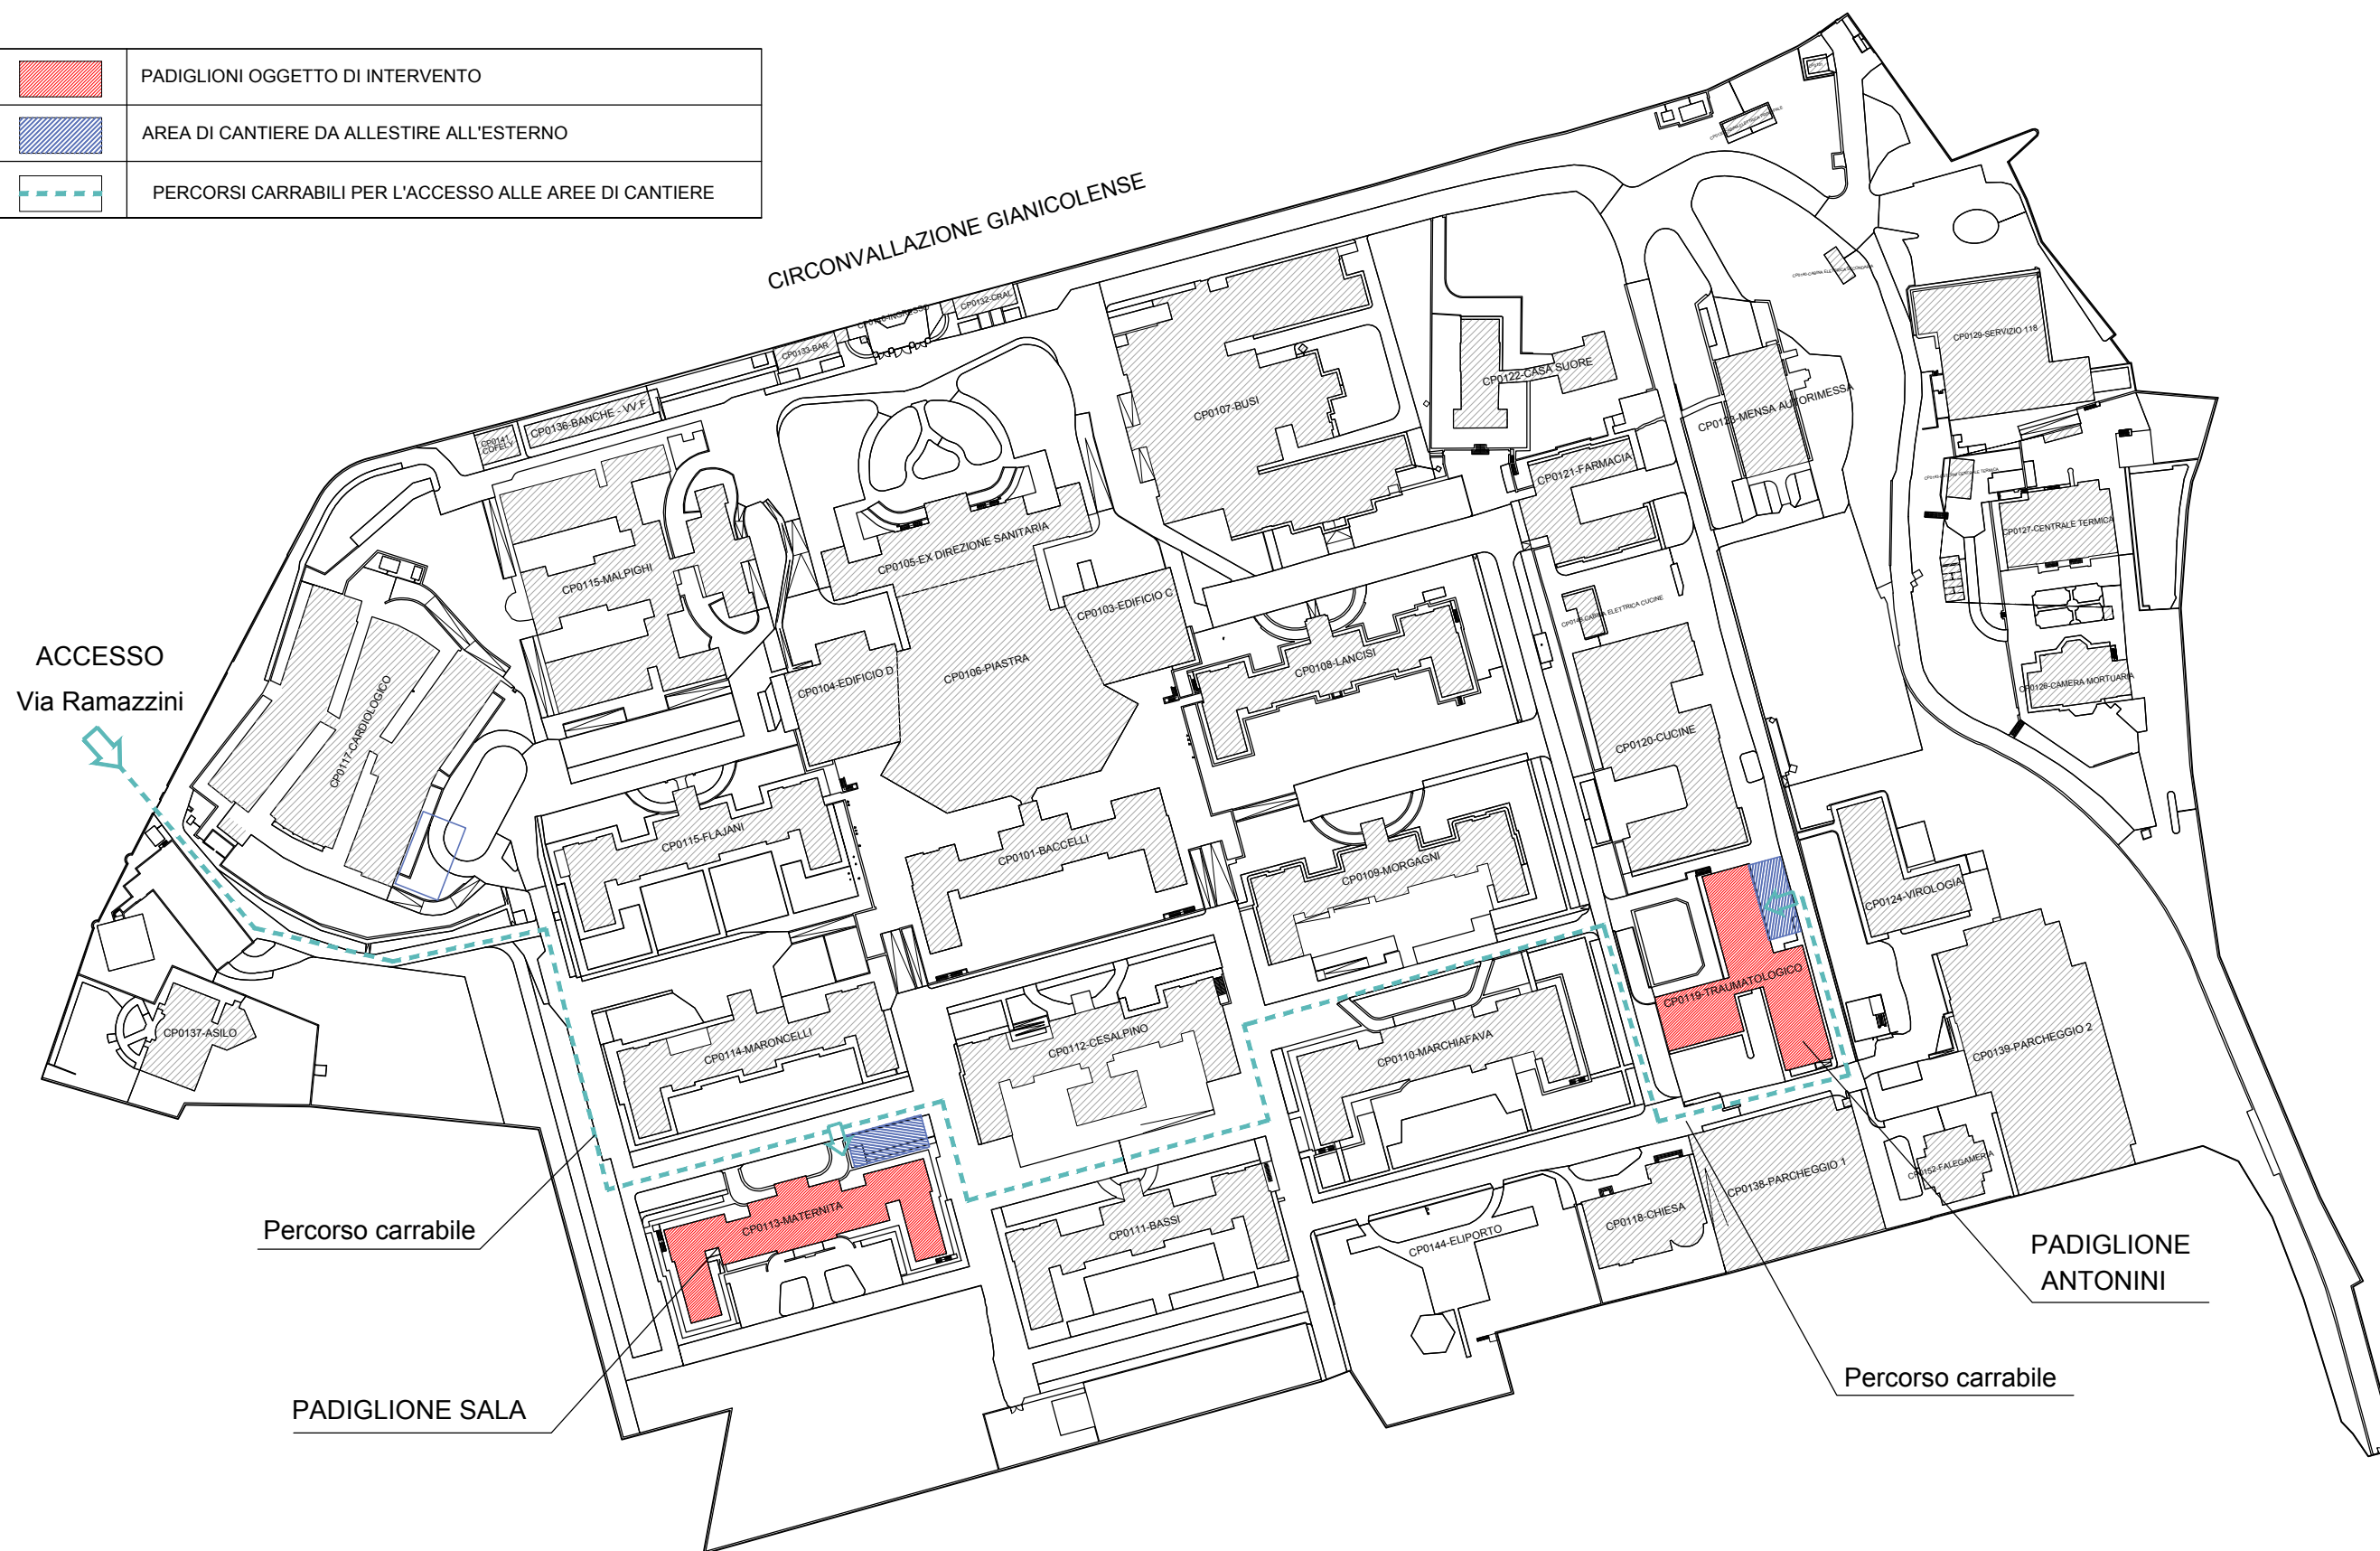 PADIGLIONI OGGETTO DI INTERVENTO
AREA DI CANTIERE DA ALLESTIRE ALL'ESTERNO
PERCORSI CARRABILI PER L'ACCESSO ALLE AREE DI CANTIERE
CIRCONVALLAZIONE GIANICOLENSE
CP0132-CRAL
CP0133-BAR
CP0136-BANCHE - VV.F
CP0141
COFELY
CP0107-BUSI
CP0122-CASA SUORE
CP0123-MENSA AUTORIMESSA
CP0129-SERVIZIO 118
CP0121-FARMACIA
CP0127-CENTRALE TERMICA
CP0126-CAMERA MORTUARIA
CP0115-MALPIGHI
CP0105-EX DIREZIONE SANITARIA
CP0103-EDIFICIO C
CP0104-EDIFICIO D
CP0106-PIASTRA
CP0108-LANCISI
CP0120-CUCINE
ACCESSO
Via Ramazzini
CP0117-CARDIOLOGICO
CP0115-FLAJANI
CP0101-BACCELLI
CP0109-MORGAGNI
CP0124-VIROLOGIA
CP0119-TRAUMATOLOGICO
CP0137-ASILO
CP0114-MARONCELLI
CP0112-CESALPINO
CP0110-MARCHIAFAVA
CP0139-PARCHEGGIO 2
CP0152-FALEGAMERIA
CP0138-PARCHEGGIO 1
CP0118-CHIESA
CP0144-ELIPORTO
CP0111-BASSI
CP0113-MATERNITA
Percorso carrabile
PADIGLIONE SALA
PADIGLIONE
ANTONINI
Percorso carrabile